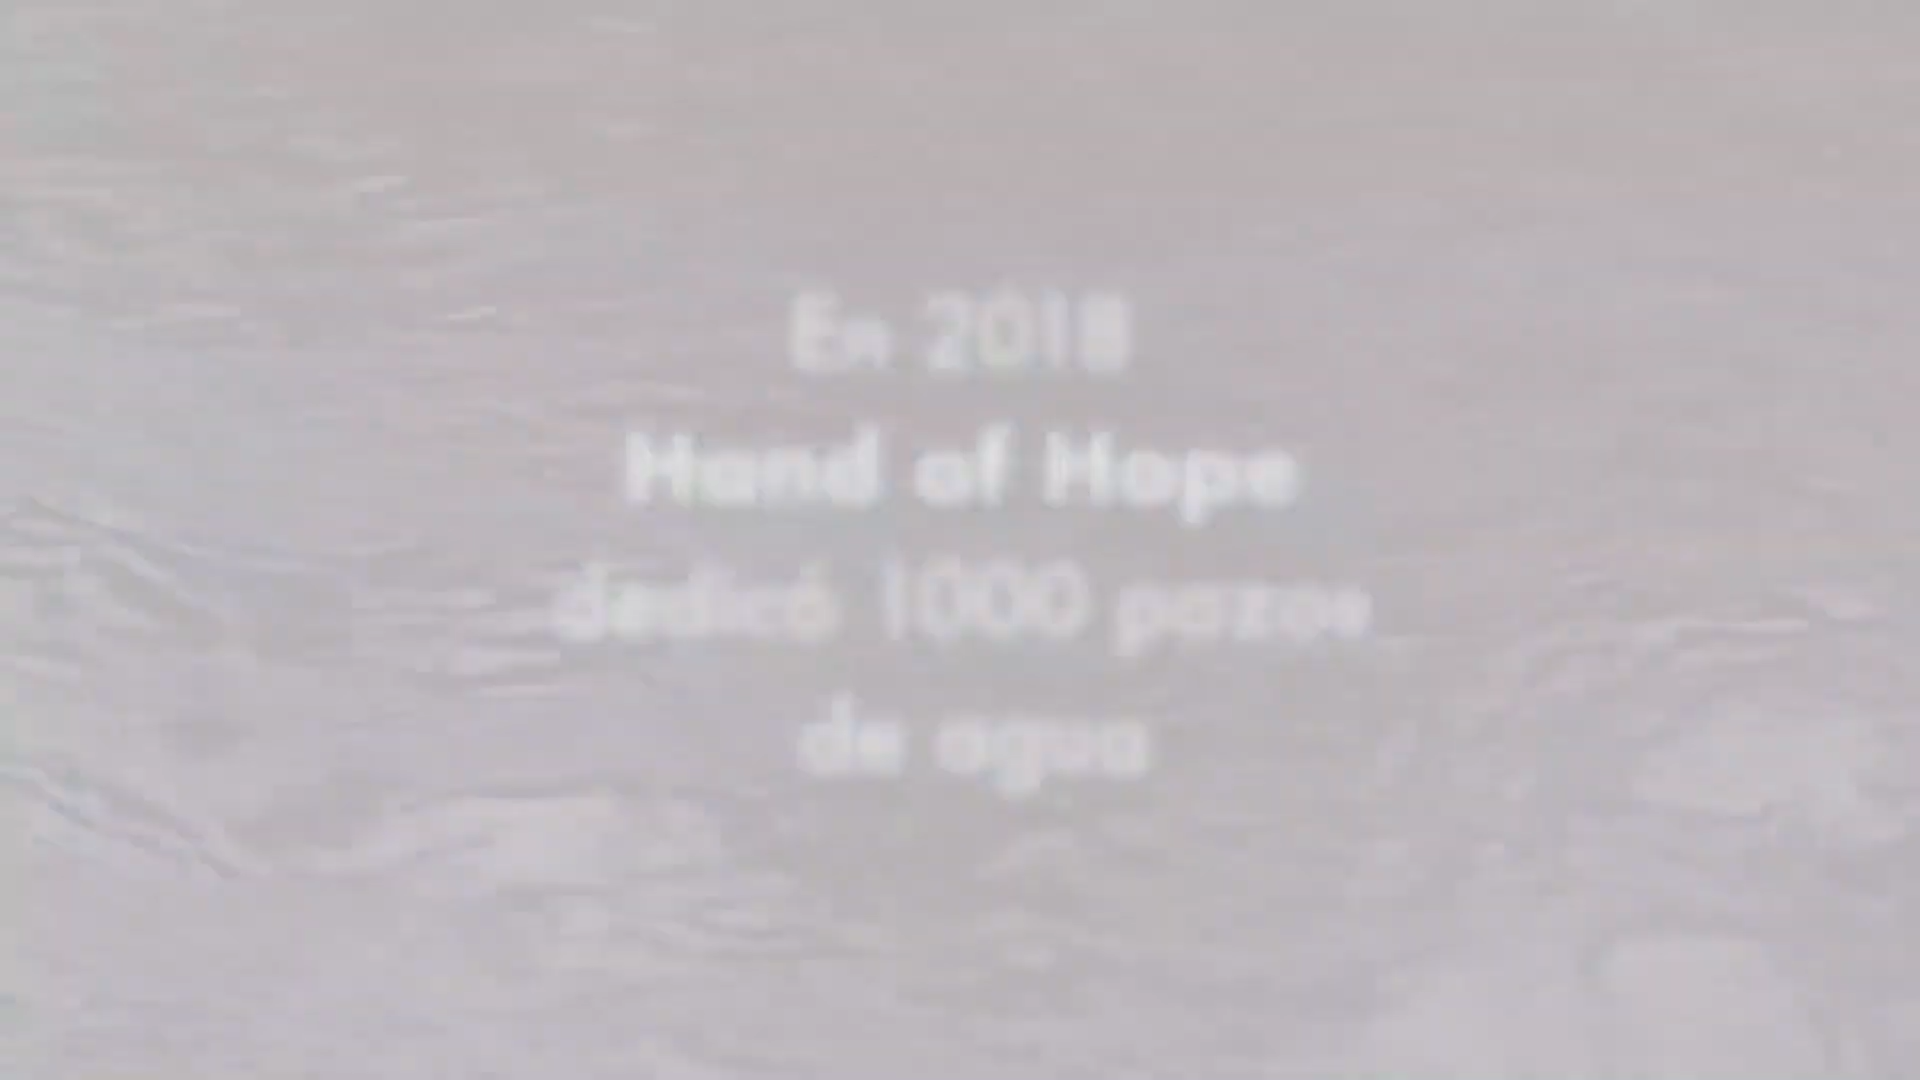 En 2018
Hand of Hope
dedicó 1000 pozos
de agua